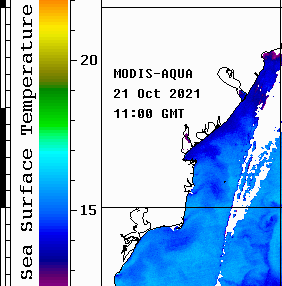 Sea Surface Temperature
20
15
MODIS-AQUA
21 Oct 2021
11:00 GMT